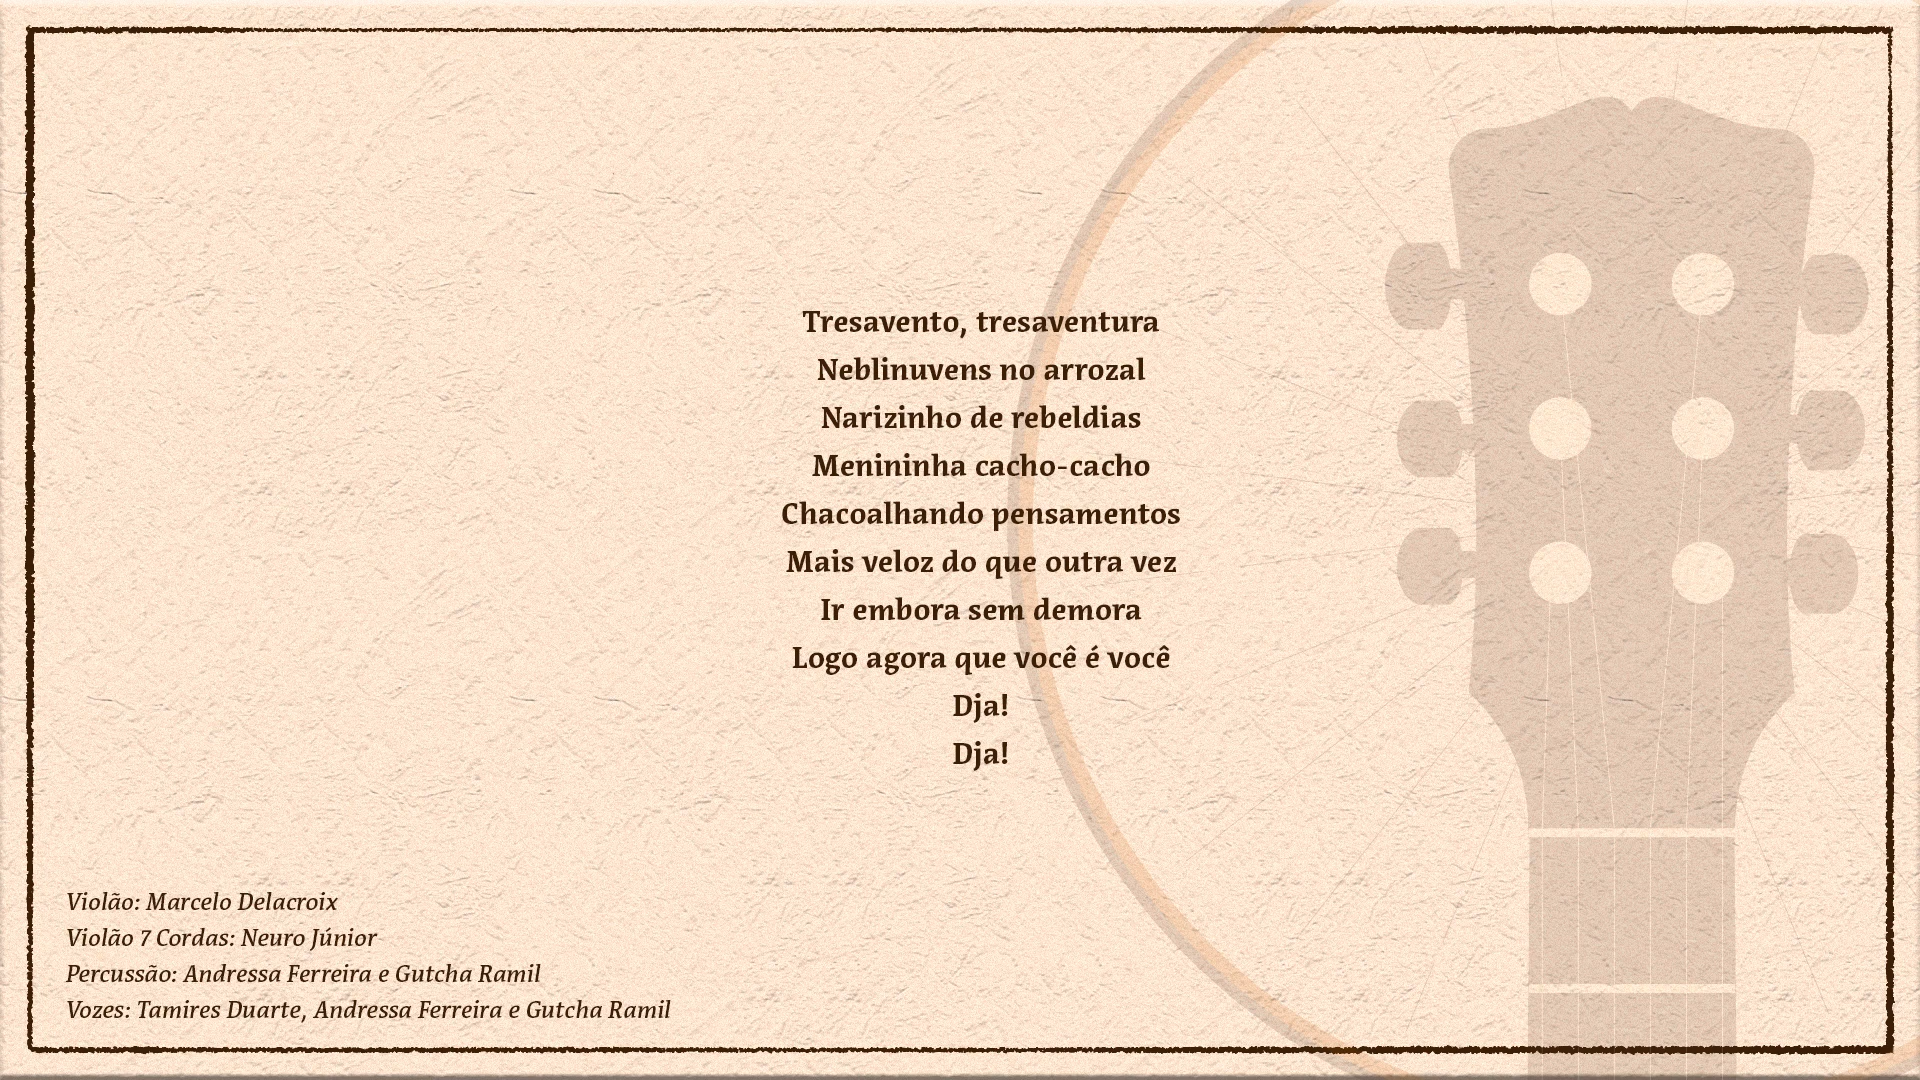 Tresavento, tresaventura
Neblinuvens no arrozal
Narizinho de rebeldias
Menininha cacho-cacho
Chacoalhando pensamentos
Mais veloz do que outra vez
Ir embora sem demora
Logo agora que você é você
Dja!
Dja!
Violão: Marcelo Delacroix
Violão 7 Cordas: Neuro Júnior
Percussão: Andressa Ferreira e Gutcha Ramil
Vozes: Tamires Duarte, Andressa Ferreira e Gutcha Ramil